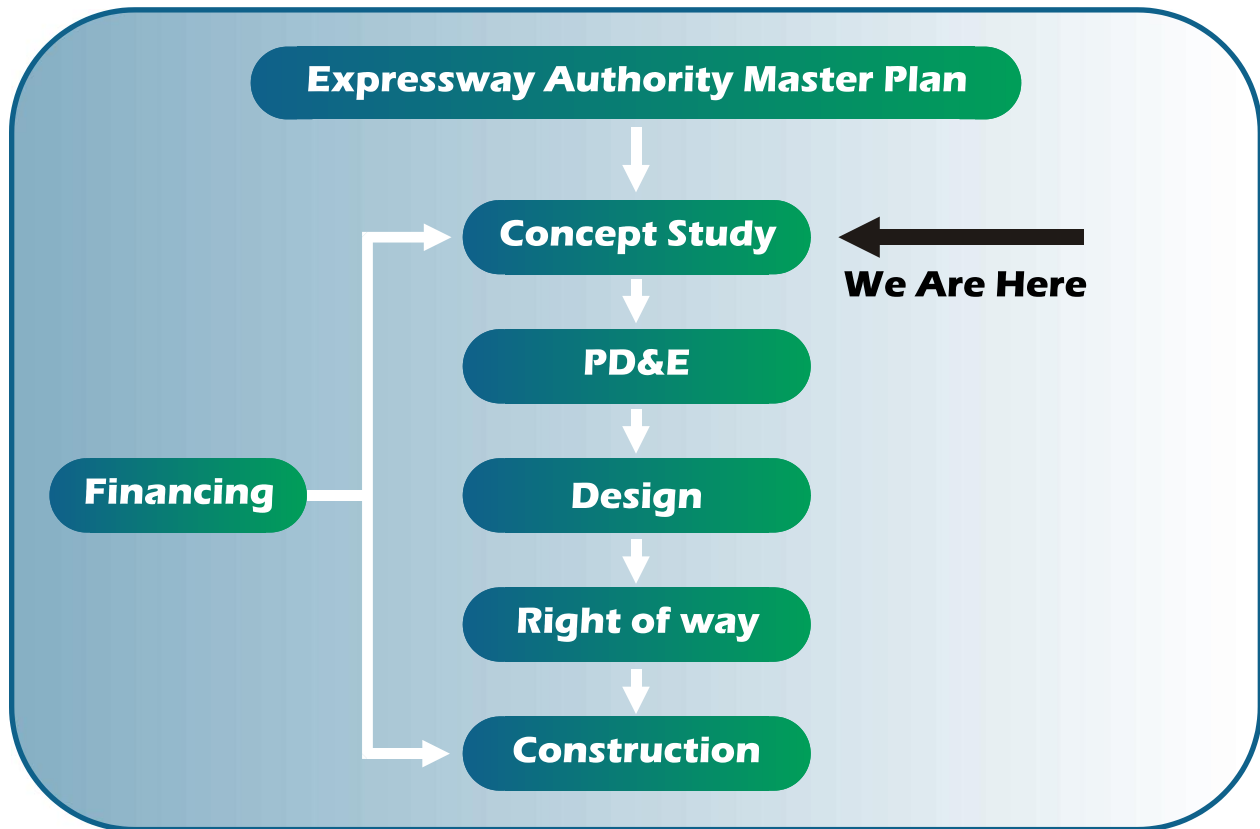 Expressway Authority Master Plan
Concept Study
We Are Here
PD&E
Financing
Design
Right of way
Construction